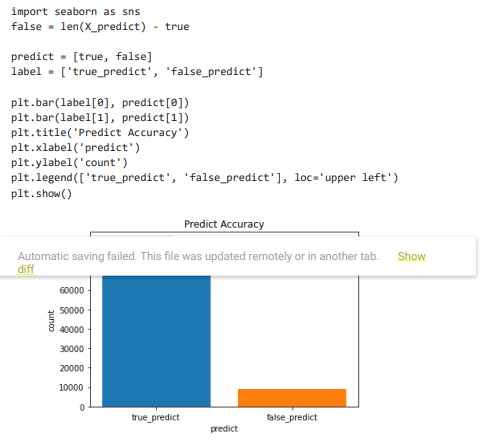 import seaborn as sns
false = len(X_predict) - true
predict = [true, false]
label = ['true_predict', 'false_predict']
plt.bar(label[0], predict[0])
plt.bar(label[1], predict[1])
plt.title('Predict Accuracy')
plt.xlabel('predict')
plt.ylabel('count')
plt.legend(['true_predict', 'false_predict'], loc='upper left')
plt.show()
Predict Accuracy
Automatic saving failed. This file was updated remotely or in another tab. Show
diff
60000
50000
40000
30000
20000
10000
0
count
true_predict false_predict
predict